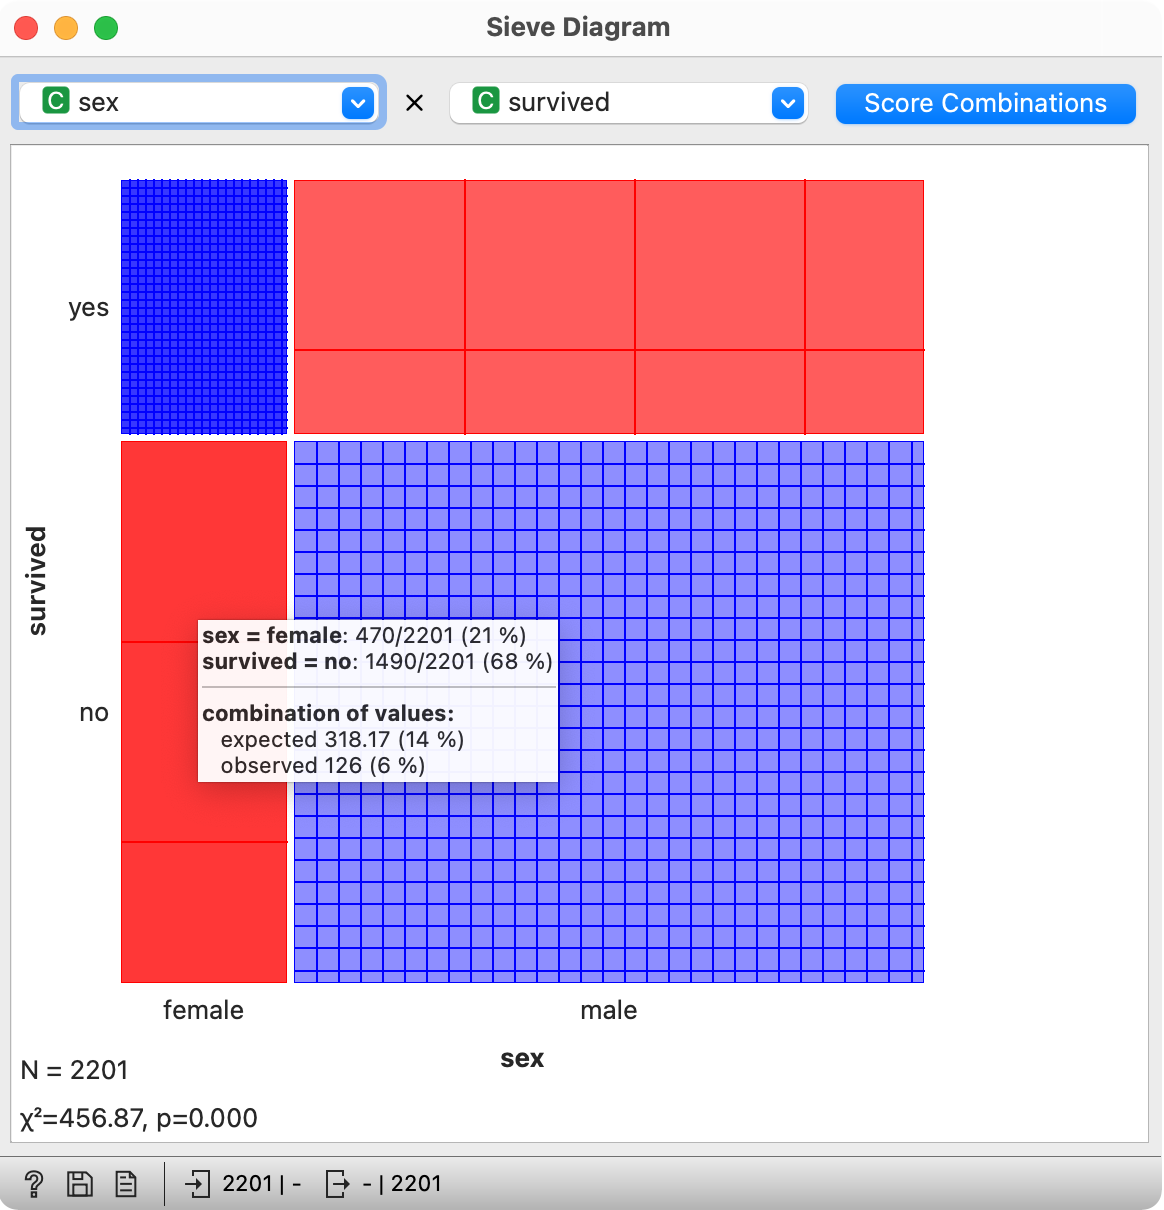 Sieve Diagram
C sex × C survived Score Combinations
yes
survived
sex = female: 470/2201 (21 %)
survived = no: 1490/2201 (68 %)
combination of values:
expected 318.17 (14 %)
observed 126 (6 %)
no
female male
sex
N = 2201
χ²=456.87, p=0.000
? 2201 | - - | 2201